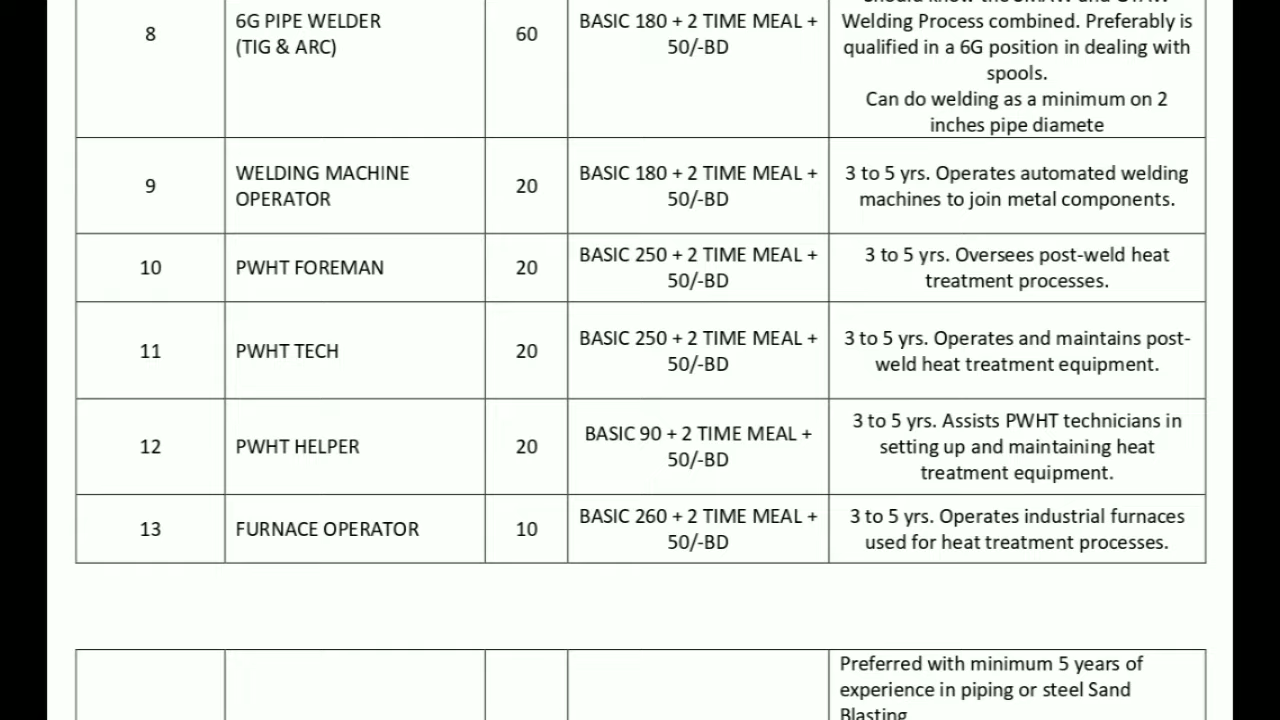 8
6G PIPE WELDER
(TIG & ARC)
60
BASIC 180 + 2 TIME MEAL +
50/-BD
Welding Process combined. Preferably is
qualified in a 6G position in dealing with
spools.
Can do welding as a minimum on 2
inches pipe diamete
9
WELDING MACHINE
OPERATOR
20
BASIC 180 + 2 TIME MEAL +
50/-BD
3 to 5 yrs. Operates automated welding
machines to join metal components.
10
PWHT FOREMAN
20
BASIC 250 + 2 TIME MEAL +
50/-BD
3 to 5 yrs. Oversees post-weld heat
treatment processes.
11
PWHT TECH
20
BASIC 250 + 2 TIME MEAL +
50/-BD
3 to 5 yrs. Operates and maintains post-
weld heat treatment equipment.
12
PWHT HELPER
20
BASIC 90 + 2 TIME MEAL +
50/-BD
3 to 5 yrs. Assists PWHT technicians in
setting up and maintaining heat
treatment equipment.
13
FURNACE OPERATOR
10
BASIC 260 + 2 TIME MEAL +
50/-BD
3 to 5 yrs. Operates industrial furnaces
used for heat treatment processes.
Preferred with minimum 5 years of
experience in piping or steel Sand
Blasting